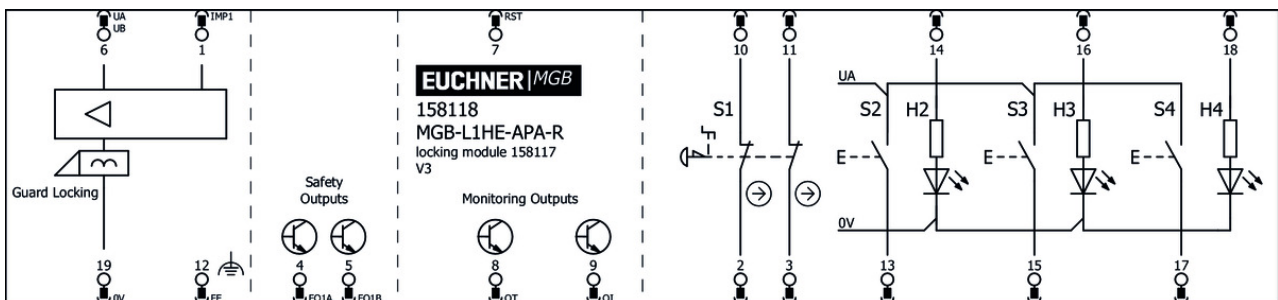 UA IMP1 RST
UB
6 1 7 10 11 14 16 18
EUCHNER MGB
UA
158118
S1 S2 H2 S3 H3 S4 H4
MGB-L1HE-APA-R
locking module 158117
V3
E E E
Guard Locking
Safety
Outputs
Monitoring Outputs
0V
19 12 4 5 8 9 2 3 13 15 17
0V FE FO1A FO1B OT OI